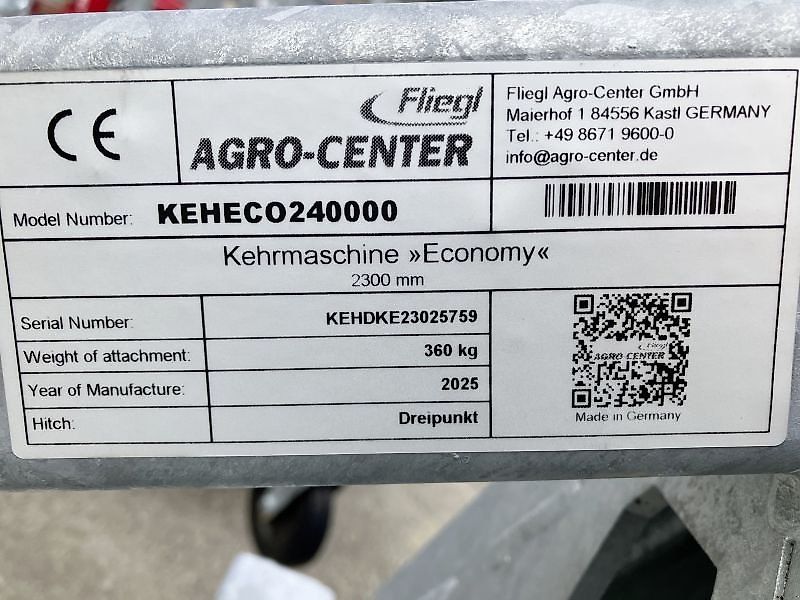 CE
Fliegl
AGRO-CENTER
Fliegl Agro-Center GmbH
Maierhof 1 84556 Kastl GERMANY
Tel.: +49 8671 9600-0
info@agro-center.de
Model Number: KEHECO240000
Kehrmaschine »Economy«
2300 mm
Serial Number: KEHDKE23025759
Weight of attachment: 360 kg
Year of Manufacture: 2025
Hitch: Dreipunkt
Fliegl
AGRO CENTER
Made in Germany